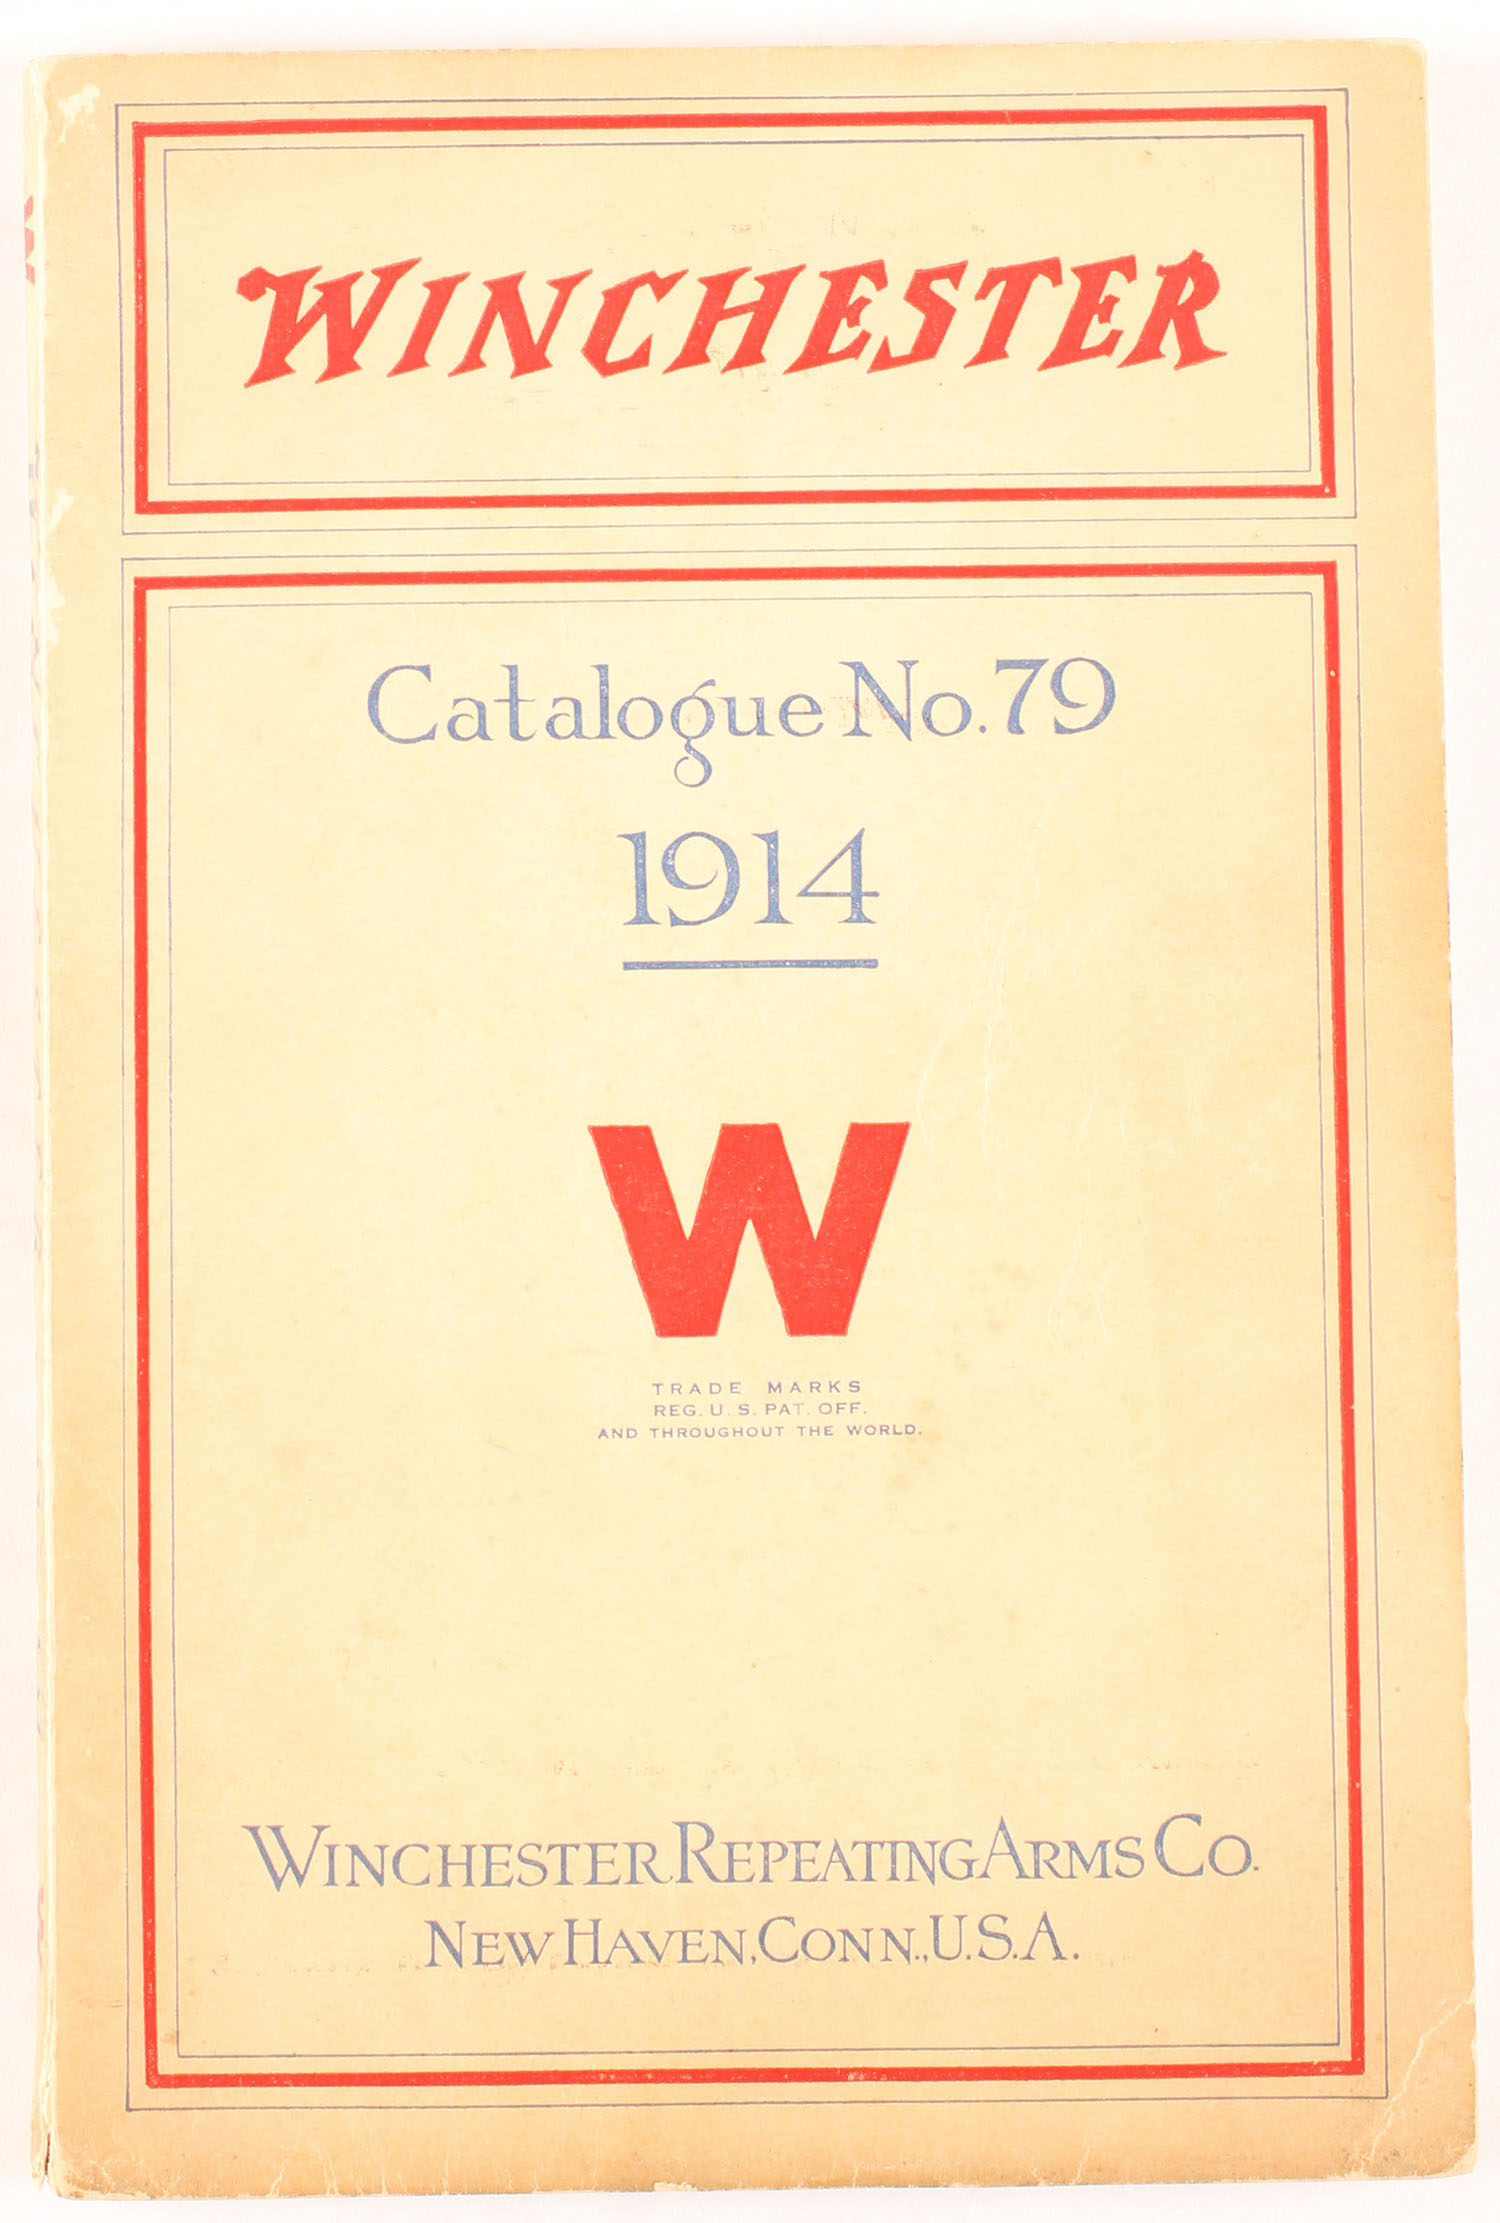 WINCHESTER
Catalogue No. 79
1914
W
TRADE MARKS
REG. U. S. PAT. OFF.
AND THROUGHOUT THE WORLD.
WINCHESTER REPEATING ARMS CO.
NEW HAVEN, CONN., U.S.A.